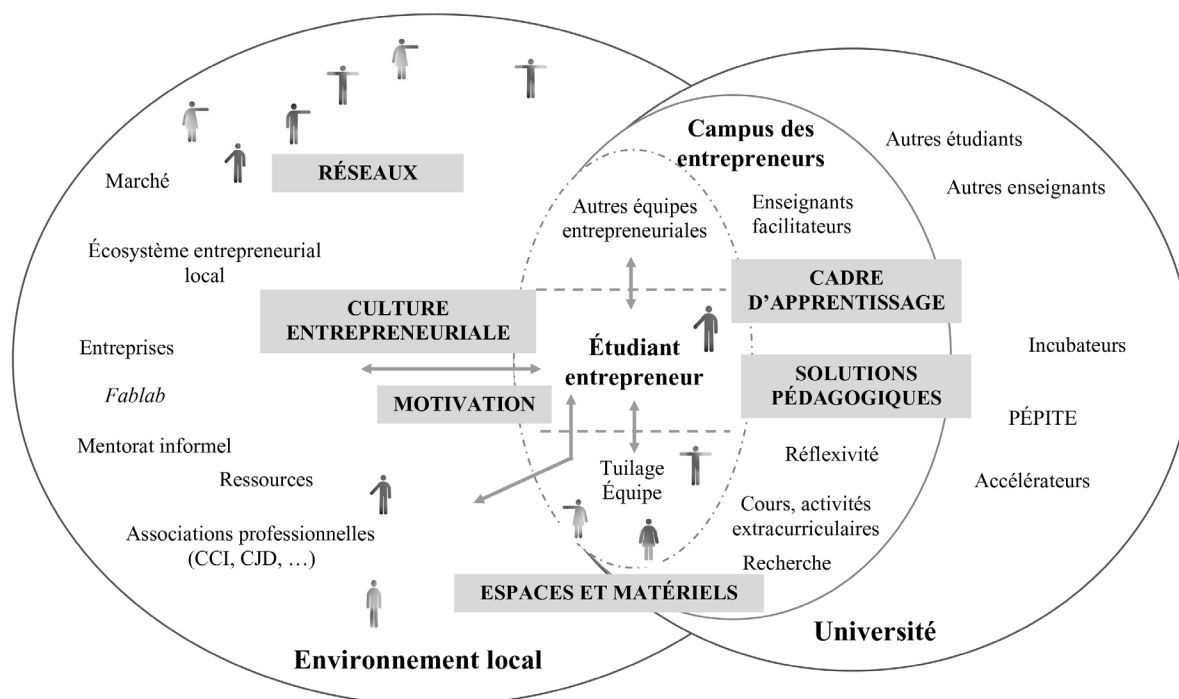 RÉSEAUX
Marché
Écosystème entrepreneurial
local
CULTURE
ENTREPRENEURIALE
Entreprises
Fablab
MOTIVATION
Mentorat informel
Ressources
Associations professionnelles
(CCI, CJD, …)
Environnement local
Autres équipes
entrepreneuriales
Étudiant
entrepreneur
Tuilage
Équipe
ESPACES ET MATÉRIELS
Campus des
entrepreneurs
Enseignants
facilitateurs
CADRE
D’APPRENTISSAGE
SOLUTIONS
PÉDAGOGIQUES
Réflexivité
Cours, activités
extracurriculaires
Recherche
Autres étudiants
Autres enseignants
Incubateurs
PÉPITE
Accélérateurs
Université